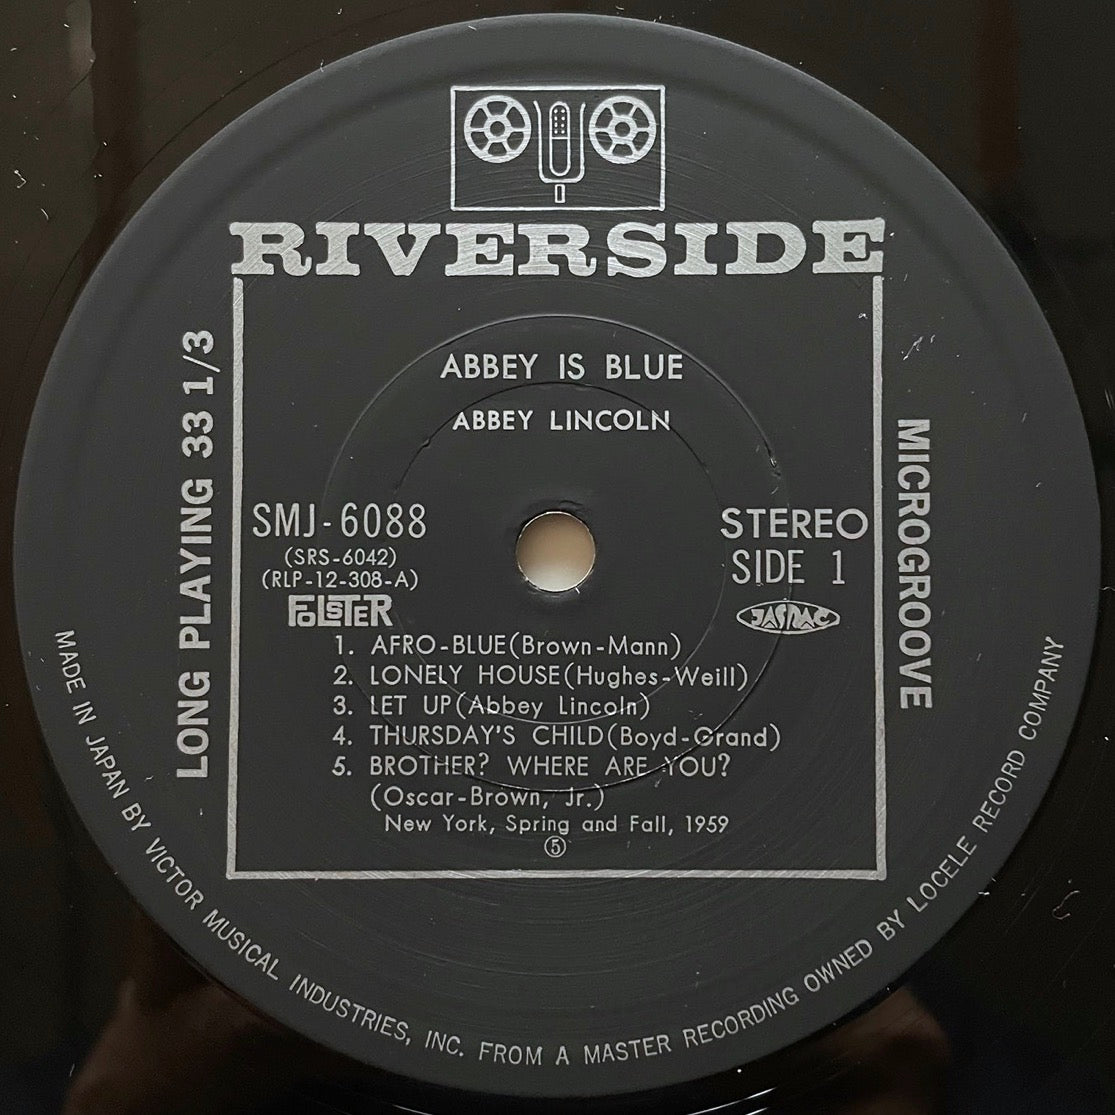 RIVERSIDE
ABBEY IS BLUE
ABBEY LINCOLN
LONG PLAYING 33 1/3
MICROGROOVE
SMJ-6088
(SRS-6042)
(RLP-12-308-A)
FOLSTER
STEREO
SIDE 1
JASRAC
1. AFRO-BLUE(Brown-Mann)
2. LONELY HOUSE(Hughes-Weill)
3. LET UP(Abbey Lincoln)
4. THURSDAY'S CHILD(Boyd-Grand)
5. BROTHER? WHERE ARE YOU?
(Oscar-Brown, Jr.)
New York, Spring and Fall, 1959
⑤
MADE IN JAPAN BY VICTOR MUSICAL INDUSTRIES, INC. FROM A MASTER RECORDING OWNED BY LOCELE RECORD COMPANY